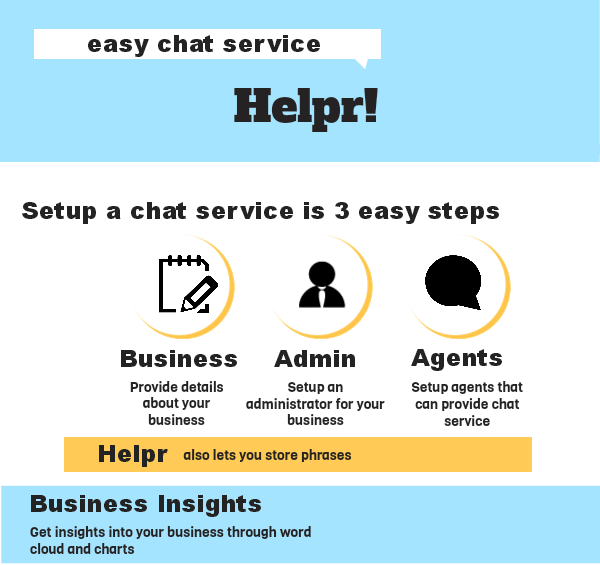 easy chat service
Helpr!
Setup a chat service is 3 easy steps
Business
Provide details
about your
business
Admin
Setup an
administrator for your
business
Agents
Setup agents that
can provide chat
service
Helpr also lets you store phrases
Business Insights
Get insights into your business through word
cloud and charts